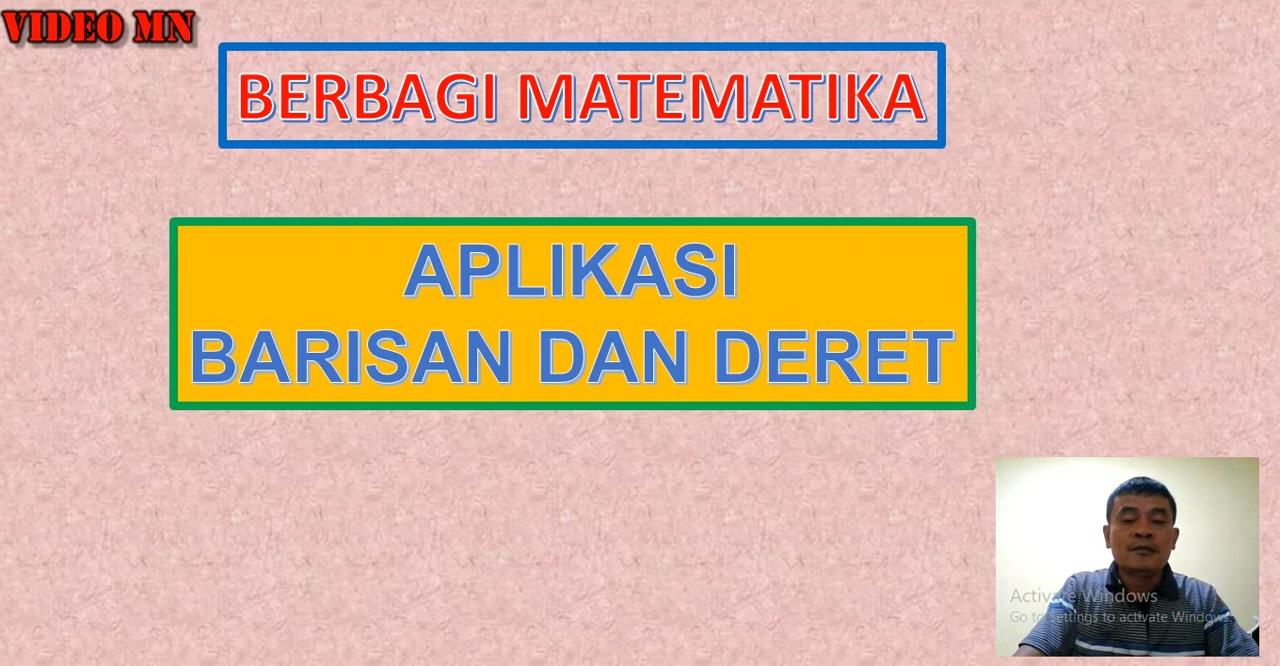 VIDEO MN
BERBAGI MATEMATIKA
APLIKASI
BARISAN DAN DERET
Activate Windows
Go to Settings to activate Windows.